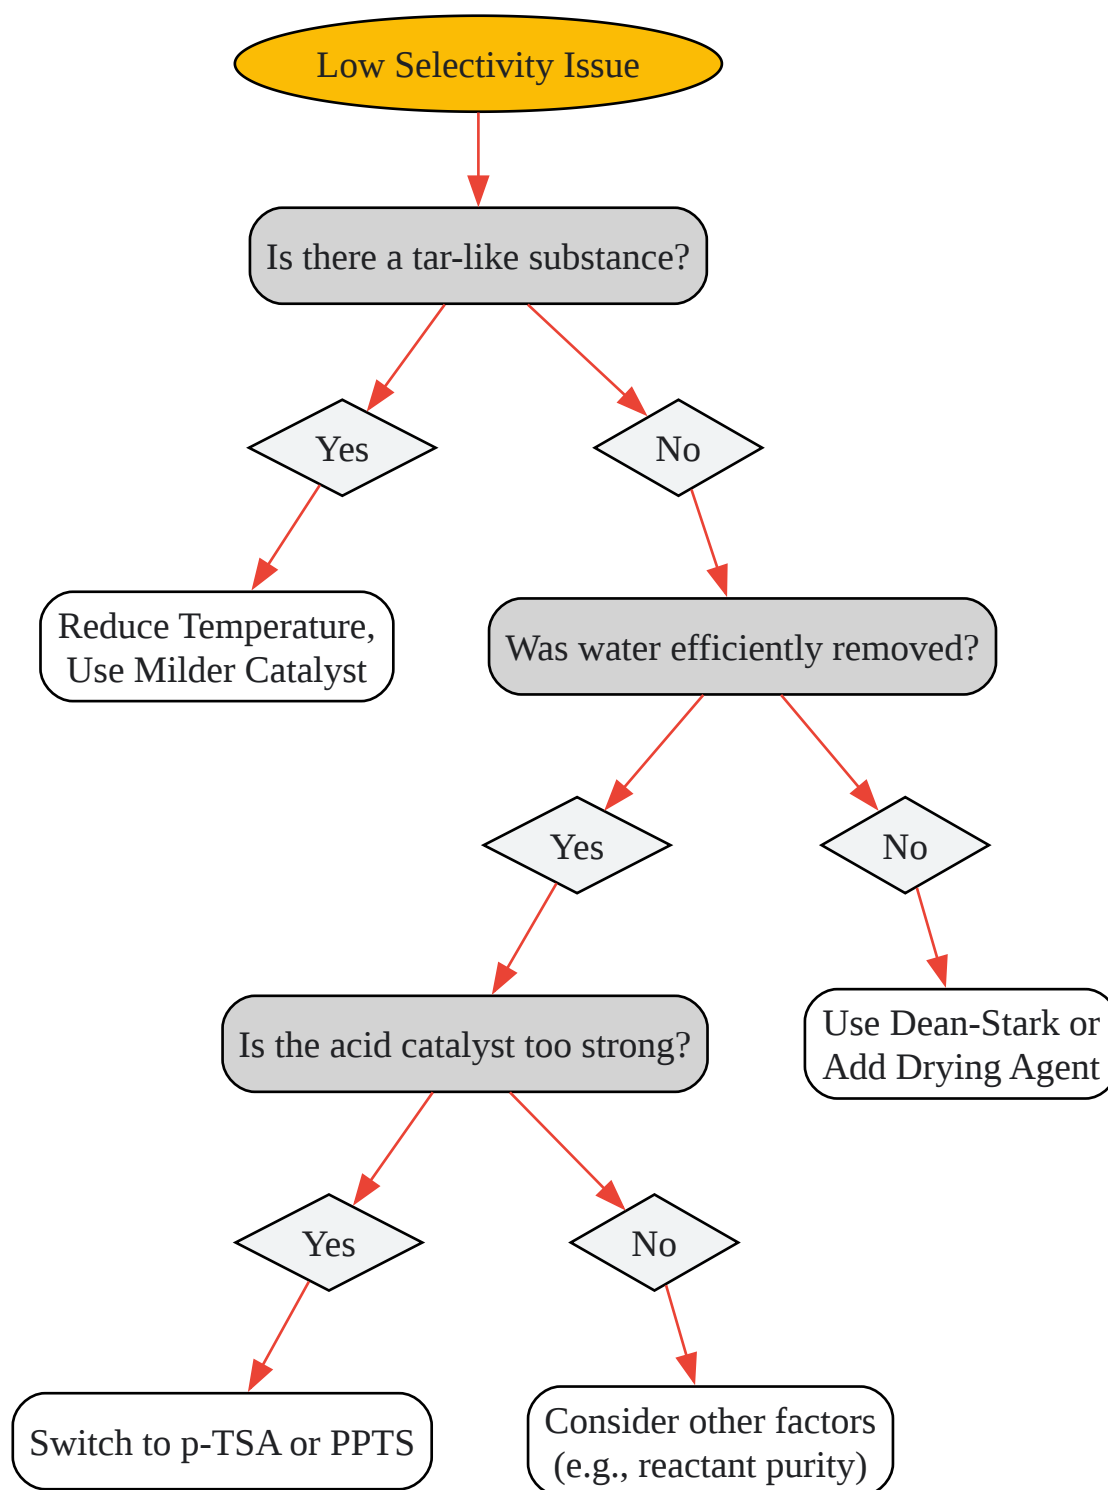 Low Selectivity Issue
Is there a tar-like substance?
Yes
No
Reduce Temperature,
Use Milder Catalyst
Was water efficiently removed?
Yes
No
Is the acid catalyst too strong?
Use Dean-Stark or
Add Drying Agent
Yes
No
Switch to p-TSA or PPTS
Consider other factors
(e.g., reactant purity)